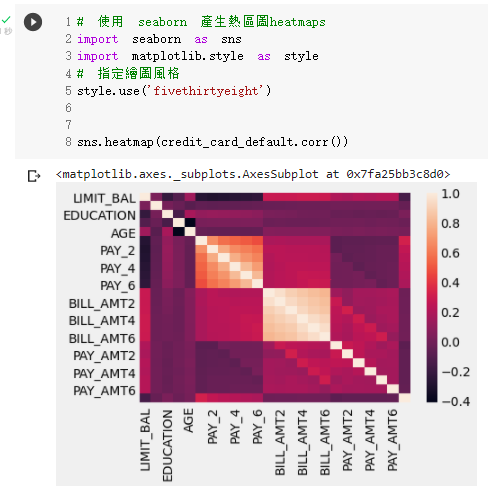 1 # 使用 seaborn 產生熱區圖heatmaps
2 import seaborn as sns
3 import matplotlib.style as style
4 # 指定繪圖風格
5 style.use('fivethirtyeight')
6
7
8 sns.heatmap(credit_card_default.corr())
<matplotlib.axes._subplots.AxesSubplot at 0x7fa25bb3c8d0>
LIMIT_BAL
EDUCATION
AGE
PAY_2
PAY_4
PAY_6
BILL_AMT2
BILL_AMT4
BILL_AMT6
PAY_AMT2
PAY_AMT4
PAY_AMT6
1.0
0.8
0.6
0.4
0.2
0.0
−0.2
−0.4
LIMIT_BAL
EDUCATION
AGE
PAY_2
PAY_4
PAY_6
BILL_AMT2
BILL_AMT4
BILL_AMT6
PAY_AMT2
PAY_AMT4
PAY_AMT6